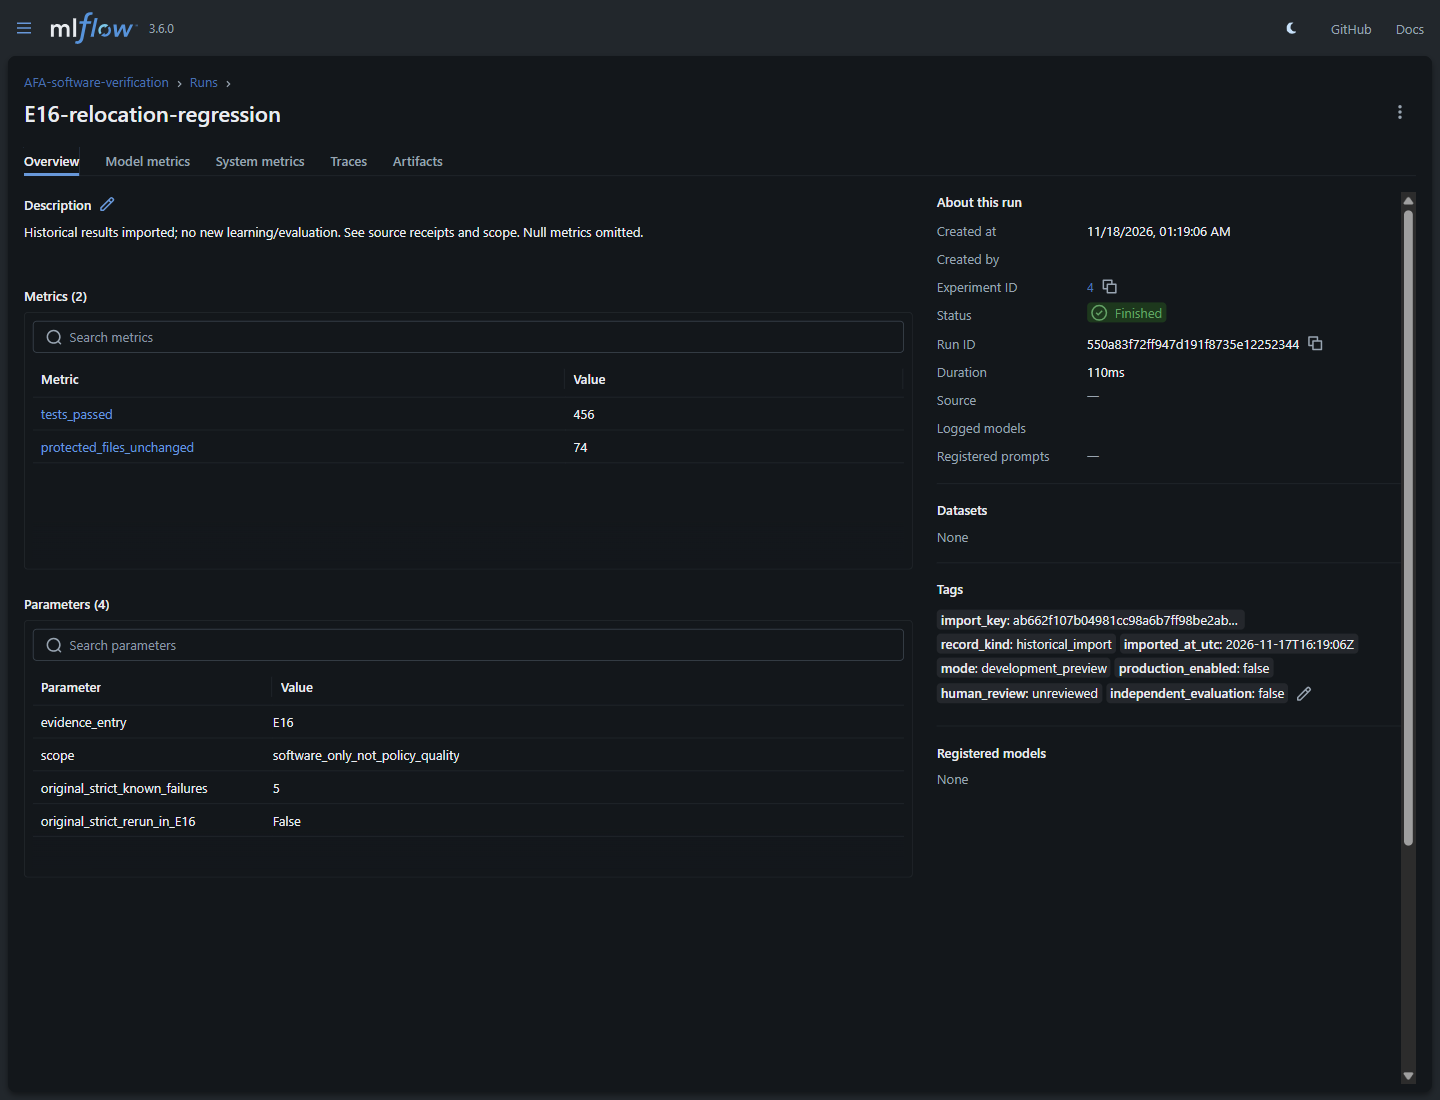 mlflow 3.6.0 GitHub Docs
AFA-software-verification › Runs ›
E16-relocation-regression
Overview Model metrics System metrics Traces Artifacts
Description
Historical results imported; no new learning/evaluation. See source receipts and scope. Null metrics omitted.
Metrics (2)
Search metrics
Metric Value
tests_passed 456
protected_files_unchanged 74
Parameters (4)
Search parameters
Parameter Value
evidence_entry E16
scope software_only_not_policy_quality
original_strict_known_failures 5
original_strict_rerun_in_E16 False
About this run
Created at 11/18/2026, 01:19:06 AM
Created by
Experiment ID 4
Status Finished
Run ID 550a83f72ff947d191f8735e12252344
Duration 110ms
Source —
Logged models
Registered prompts —
Datasets
None
Tags
import_key: ab662f107b04981cc98a6b7ff98be2ab...
record_kind: historical_import imported_at_utc: 2026-11-17T16:19:06Z
mode: development_preview production_enabled: false
human_review: unreviewed independent_evaluation: false
Registered models
None